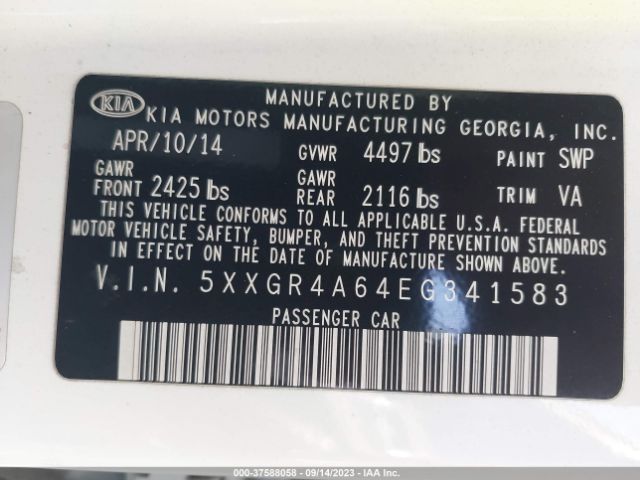 MANUFACTURED BY
KIA KIA MOTORS MANUFACTURING GEORGIA, INC.
APR/10/14 GVWR 4497 lbs PAINT SWP
GAWR FRONT 2425 lbs GAWR REAR 2116 lbs TRIM VA
THIS VEHICLE CONFORMS TO ALL APPLICABLE U.S.A. FEDERAL
MOTOR VEHICLE SAFETY, BUMPER, AND THEFT PREVENTION STANDARDS
IN EFFECT ON THE DATE OF MANUFACTURE SHOWN ABOVE.
V.I.N. 5XXGR4A64EG341583
PASSENGER CAR
000-37588058 - 09/14/2023 - IAA Inc.